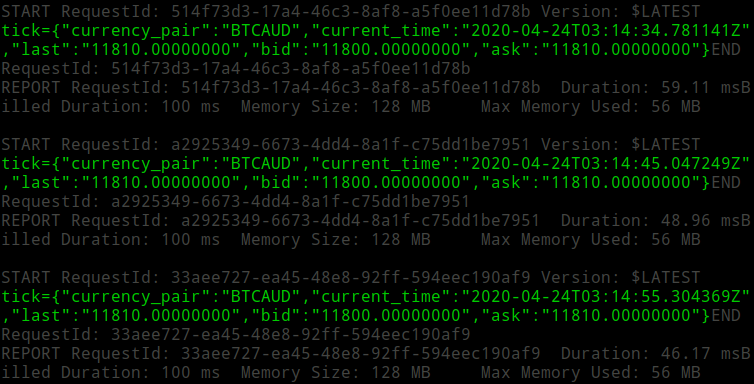 START RequestId: 514f73d3-17a4-46c3-8af8-a5f0ee11d78b Version: $LATEST
tick={"currency_pair":"BTCAUD","current_time":"2020-04-24T03:14:34.781141Z"
,"last":"11810.00000000","bid":"11800.00000000","ask":"11810.00000000"}END
RequestId: 514f73d3-17a4-46c3-8af8-a5f0ee11d78b
REPORT RequestId: 514f73d3-17a4-46c3-8af8-a5f0ee11d78b  Duration: 59.11 msB
illed Duration: 100 ms  Memory Size: 128 MB     Max Memory Used: 56 MB
START RequestId: a2925349-6673-4dd4-8a1f-c75dd1be7951 Version: $LATEST
tick={"currency_pair":"BTCAUD","current_time":"2020-04-24T03:14:45.047249Z"
,"last":"11810.00000000","bid":"11800.00000000","ask":"11810.00000000"}END
RequestId: a2925349-6673-4dd4-8a1f-c75dd1be7951
REPORT RequestId: a2925349-6673-4dd4-8a1f-c75dd1be7951  Duration: 48.96 msB
illed Duration: 100 ms  Memory Size: 128 MB     Max Memory Used: 56 MB
START RequestId: 33aee727-ea45-48e8-92ff-594eec190af9 Version: $LATEST
tick={"currency_pair":"BTCAUD","current_time":"2020-04-24T03:14:55.304369Z"
,"last":"11810.00000000","bid":"11800.00000000","ask":"11810.00000000"}END
RequestId: 33aee727-ea45-48e8-92ff-594eec190af9
REPORT RequestId: 33aee727-ea45-48e8-92ff-594eec190af9  Duration: 46.17 msB
illed Duration: 100 ms  Memory Size: 128 MB     Max Memory Used: 56 MB